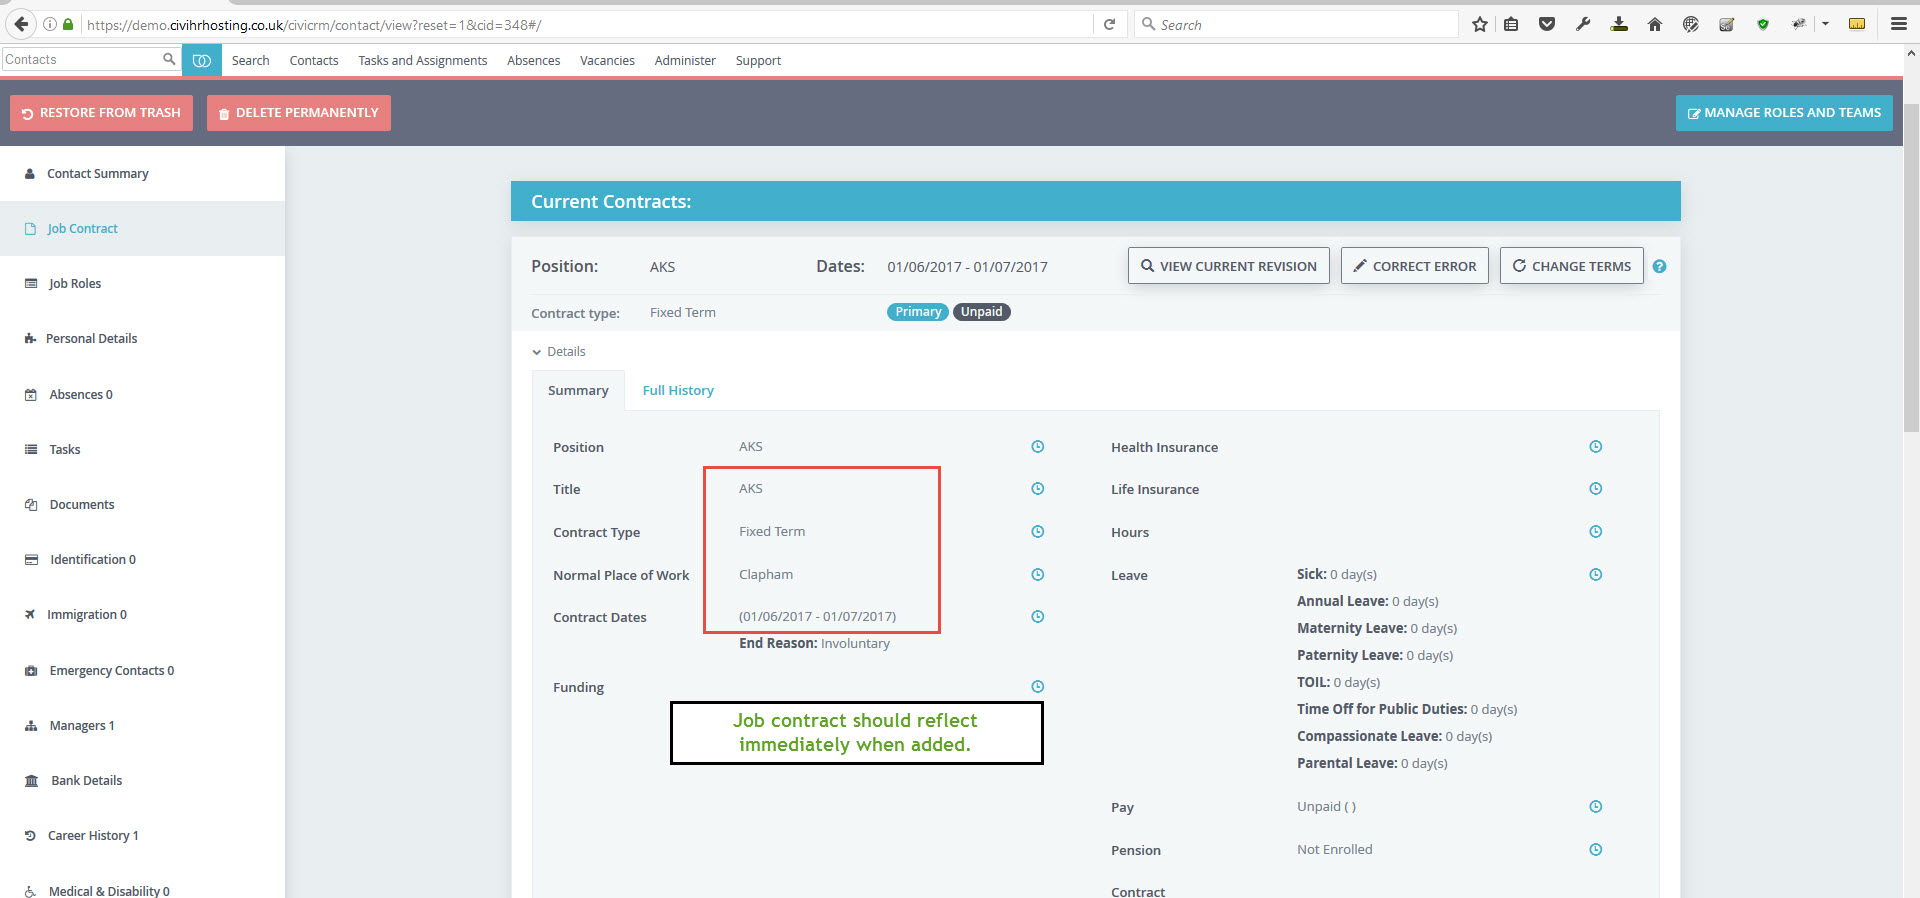 https://demo.civihrhosting.co.uk/civicrm/contact/view?reset=1&cid=348#/
Search
Contacts
Search Contacts Tasks and Assignments Absences Vacancies Administer Support
RESTORE FROM TRASH DELETE PERMANENTLY MANAGE ROLES AND TEAMS
Contact Summary
Job Contract
Job Roles
Personal Details
Absences 0
Tasks
Documents
Identification 0
Immigration 0
Emergency Contacts 0
Managers 1
Bank Details
Career History 1
Medical & Disability 0
Current Contracts:
Position: AKS Dates: 01/06/2017 - 01/07/2017 VIEW CURRENT REVISION CORRECT ERROR CHANGE TERMS ?
Contract type: Fixed Term Primary Unpaid
Details
Summary Full History
Position AKS
Title AKS
Contract Type Fixed Term
Normal Place of Work Clapham
Contract Dates (01/06/2017 - 01/07/2017)
End Reason: Involuntary
Funding
Job contract should reflect
immediately when added.
Health Insurance
Life Insurance
Hours
Leave Sick: 0 day(s)
Annual Leave: 0 day(s)
Maternity Leave: 0 day(s)
Paternity Leave: 0 day(s)
TOIL: 0 day(s)
Time Off for Public Duties: 0 day(s)
Compassionate Leave: 0 day(s)
Parental Leave: 0 day(s)
Pay Unpaid ( )
Pension Not Enrolled
Contract